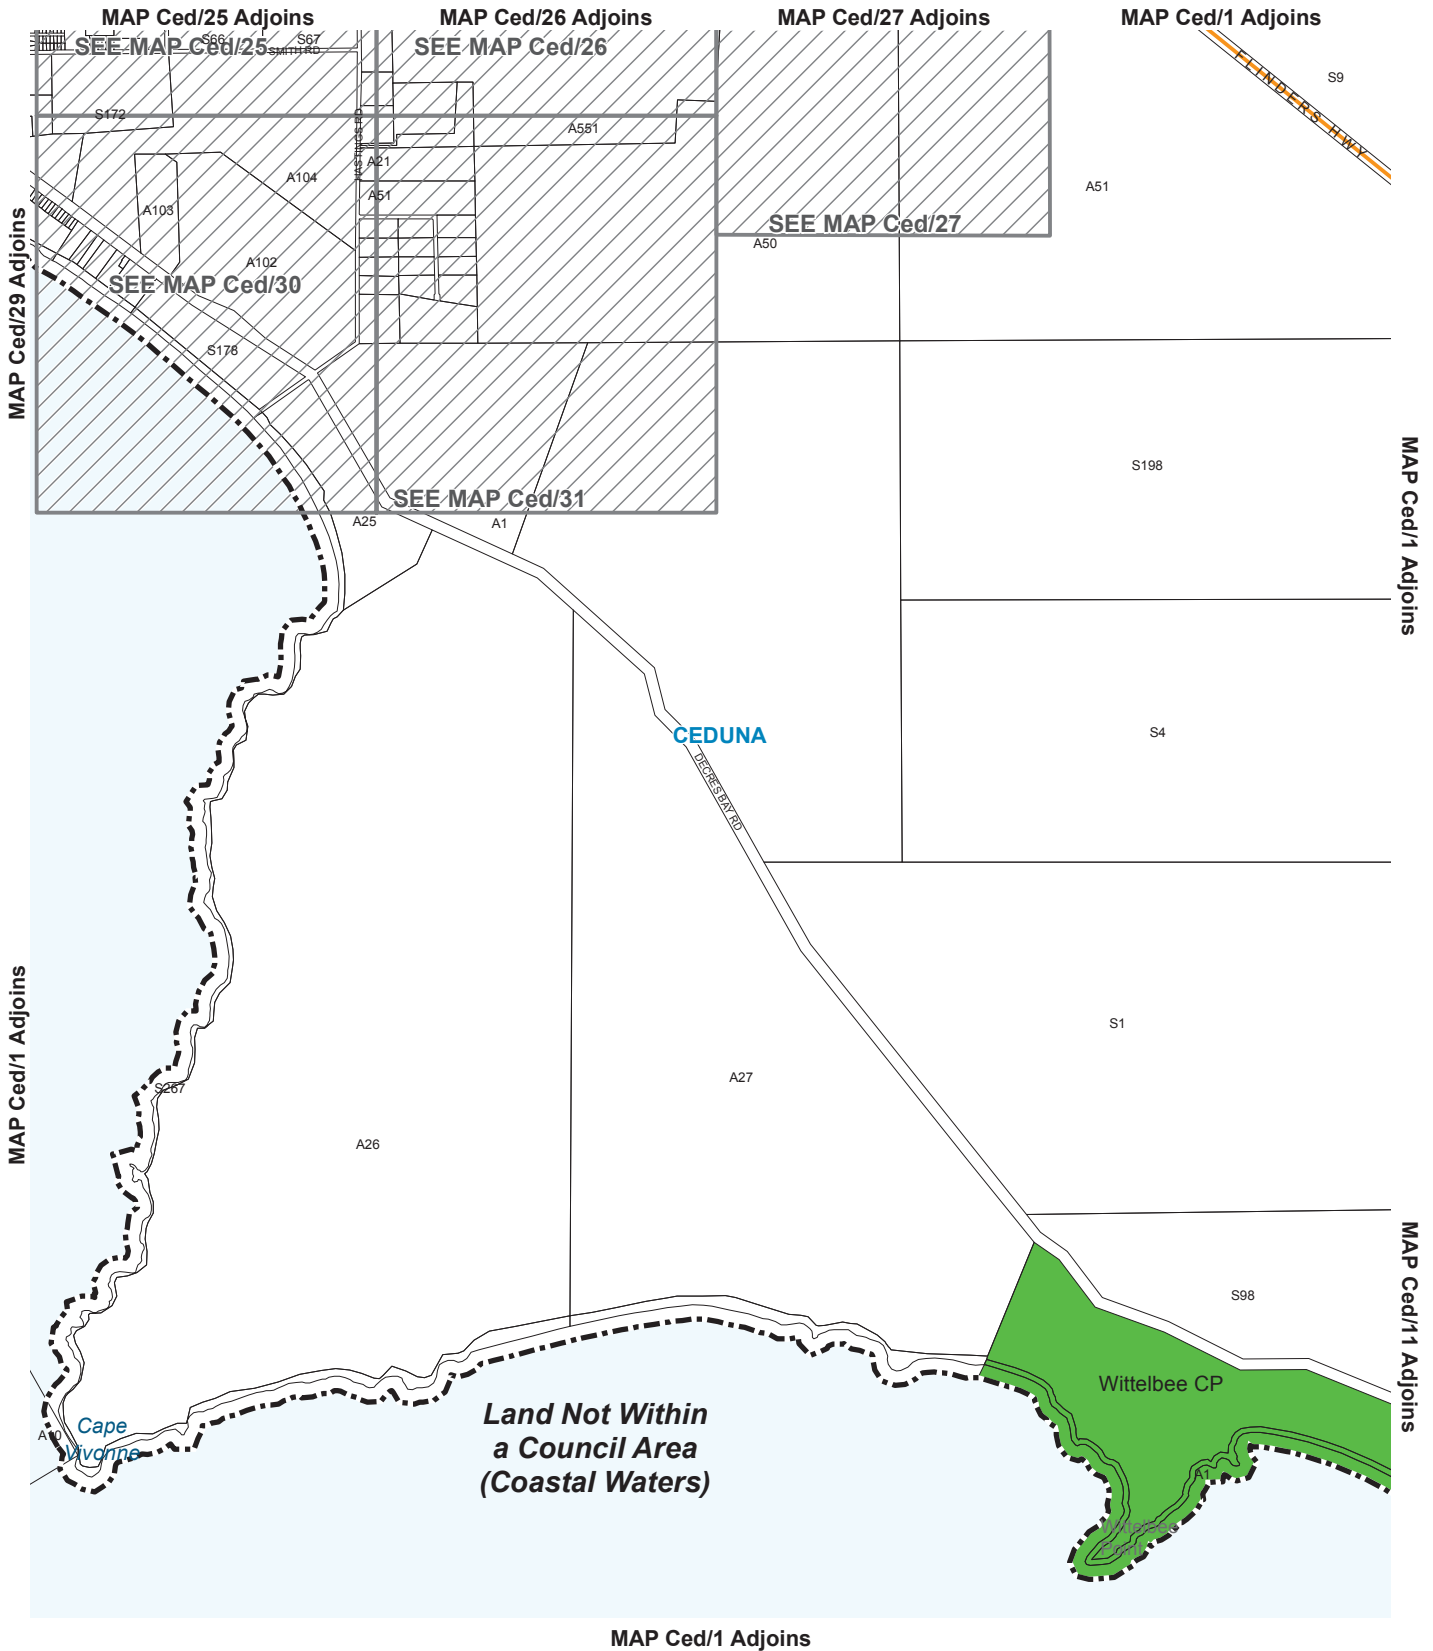 MAP Ced/25 Adjoins
MAP Ced/26 Adjoins
MAP Ced/27 Adjoins
MAP Ced/1 Adjoins
S66
S67
SEE MAP Ced/25
SMITH RD
SEE MAP Ced/26
FLINDERS HWY
S9
S172
HASTINGS RD
A551
A21
A104
A51
A51
A103
SEE MAP Ced/27
A50
MAP Ced/29 Adjoins
A102
SEE MAP Ced/30
S178
S198
MAP Ced/1 Adjoins
SEE MAP Ced/31
A25
A1
CEDUNA
S4
DECRES BAY RD
S1
MAP Ced/1 Adjoins
A27
S267
A26
S98
MAP Ced/11 Adjoins
Wittelbee CP
Land Not Within
a Council Area
(Coastal Waters)
Cape
Vivonne
A10
A1
Wittelbee
Point
MAP Ced/1 Adjoins